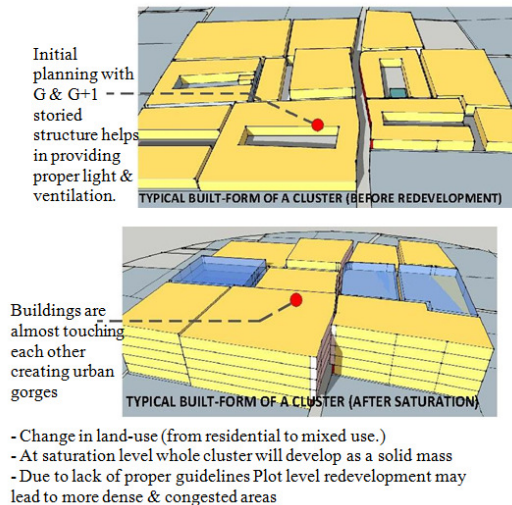 Initial
planning with
G & G+1
storied
structure helps
in providing
proper light &
ventilation.
TYPICAL BUILT-FORM OF A CLUSTER (BEFORE REDEVELOPMENT)
Buildings are
almost touching
each other
creating urban
gorges
TYPICAL BUILT-FORM OF A CLUSTER (AFTER SATURATION)
- Change in land-use (from residential to mixed use.)
- At saturation level whole cluster will develop as a solid mass
- Due to lack of proper guidelines Plot level redevelopment may
lead to more dense & congested areas